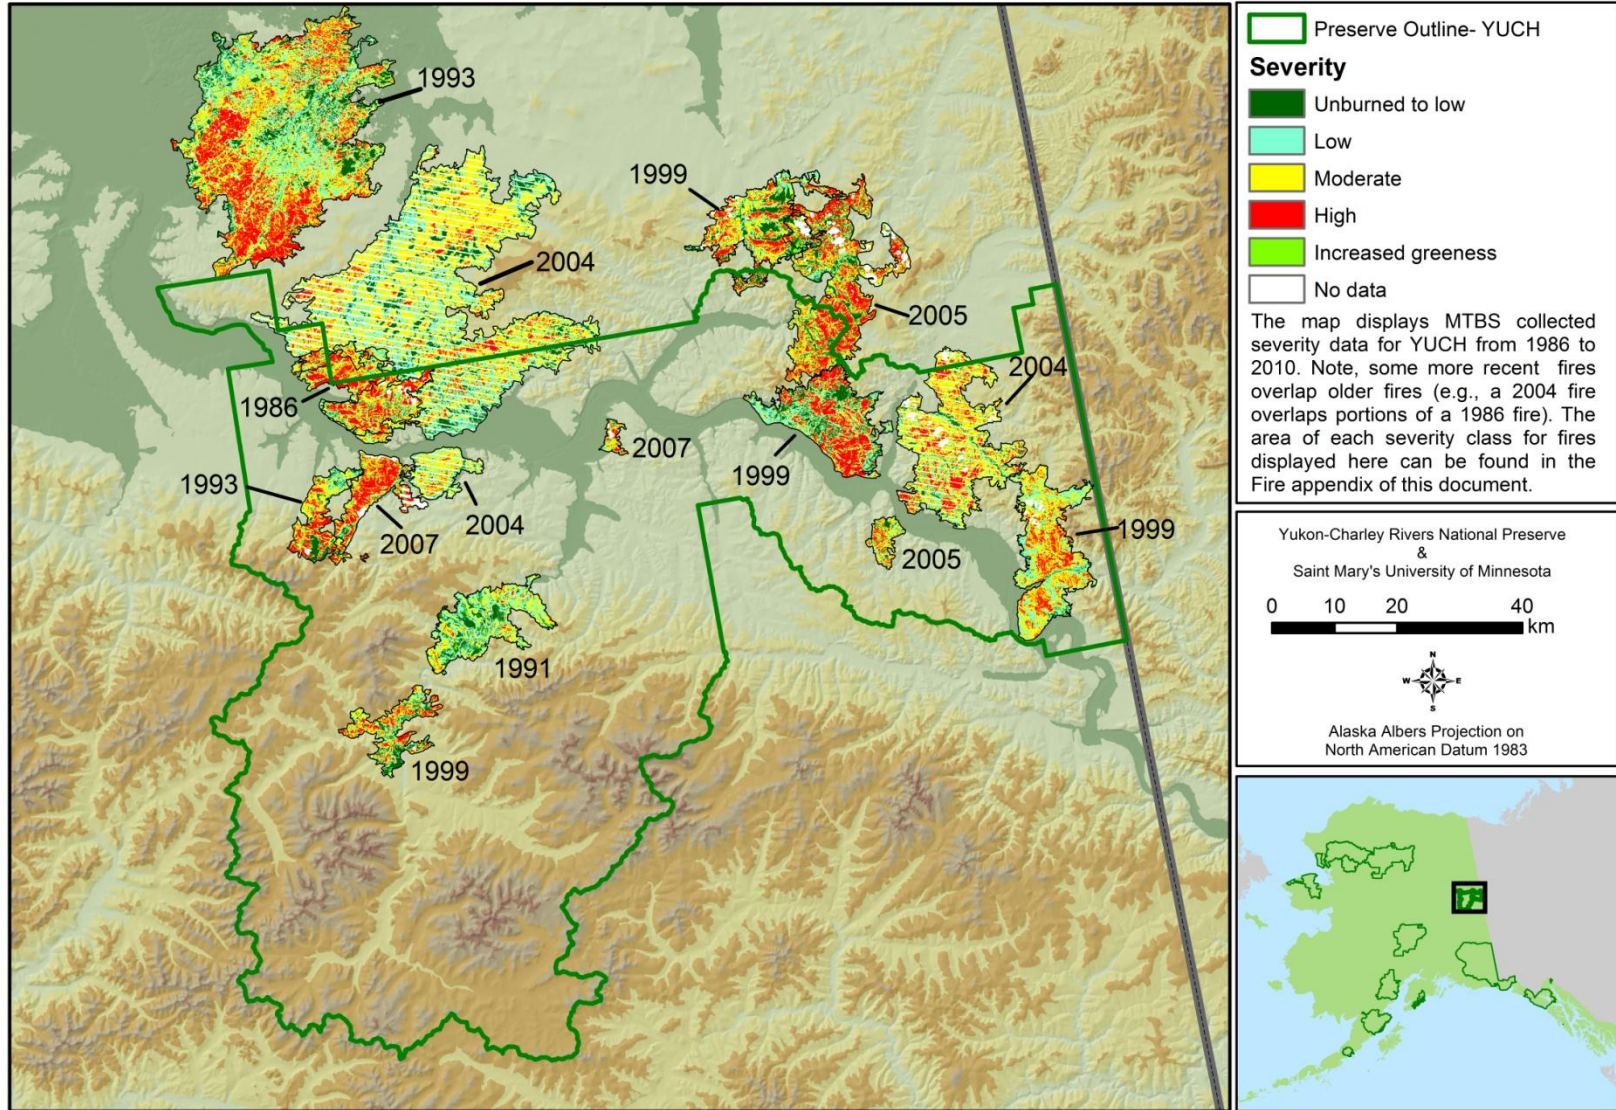 1993
1999
2004
2005
2004
1986
2007
1999
1993
2004
2007
1999
2005
1991
1999
Preserve Outline- YUCH
Severity
Unburned to low
Low
Moderate
High
Increased greeness
No data
The map displays MTBS collected
severity data for YUCH from 1986 to
2010. Note, some more recent fires
overlap older fires (e.g., a 2004 fire
overlaps portions of a 1986 fire). The
area of each severity class for fires
displayed here can be found in the
Fire appendix of this document.
Yukon-Charley Rivers National Preserve
&
Saint Mary's University of Minnesota
0 10 20 40
km
N
W E
S
Alaska Albers Projection on
North American Datum 1983